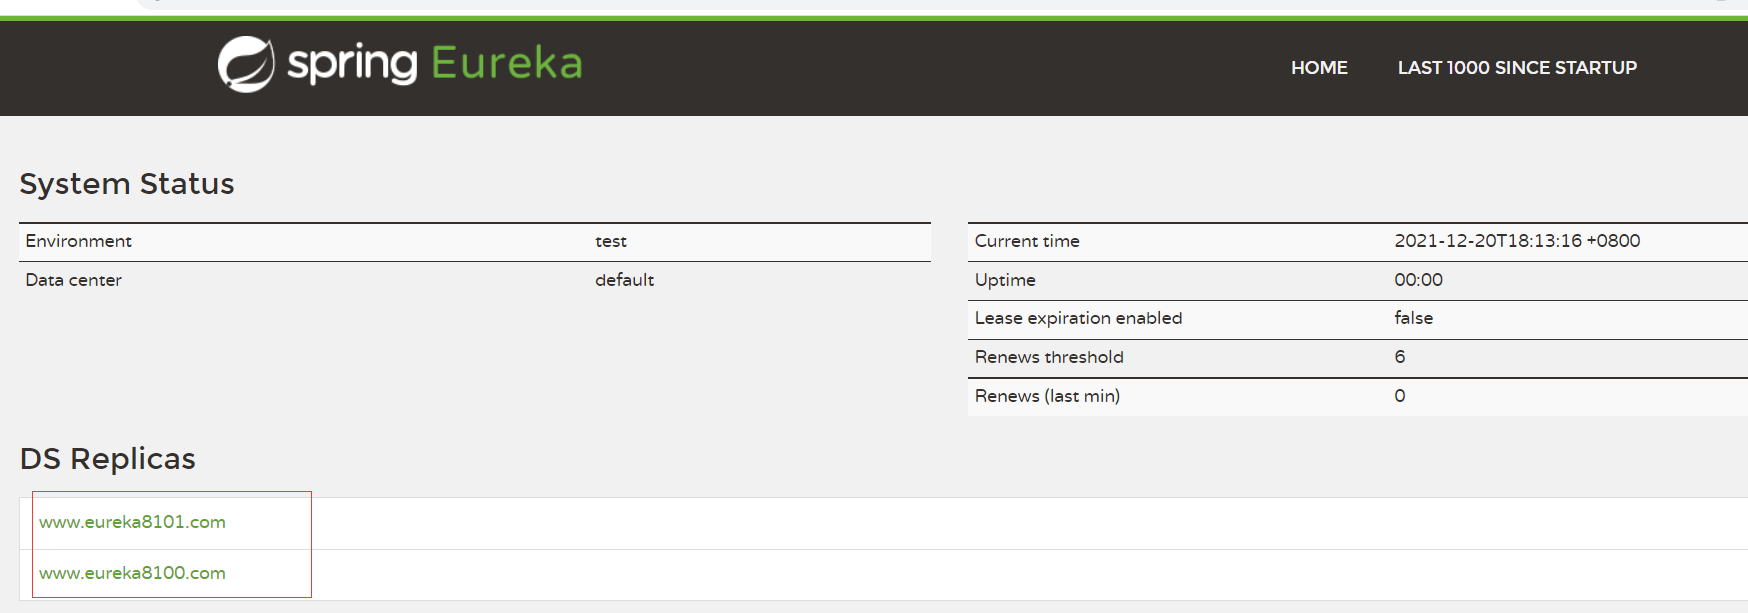 spring Eureka
HOME LAST 1000 SINCE STARTUP
System Status
Environment test
Data center default
Current time 2021-12-20T18:13:16 +0800
Uptime 00:00
Lease expiration enabled false
Renews threshold 6
Renews (last min) 0
DS Replicas
www.eureka8101.com
www.eureka8100.com